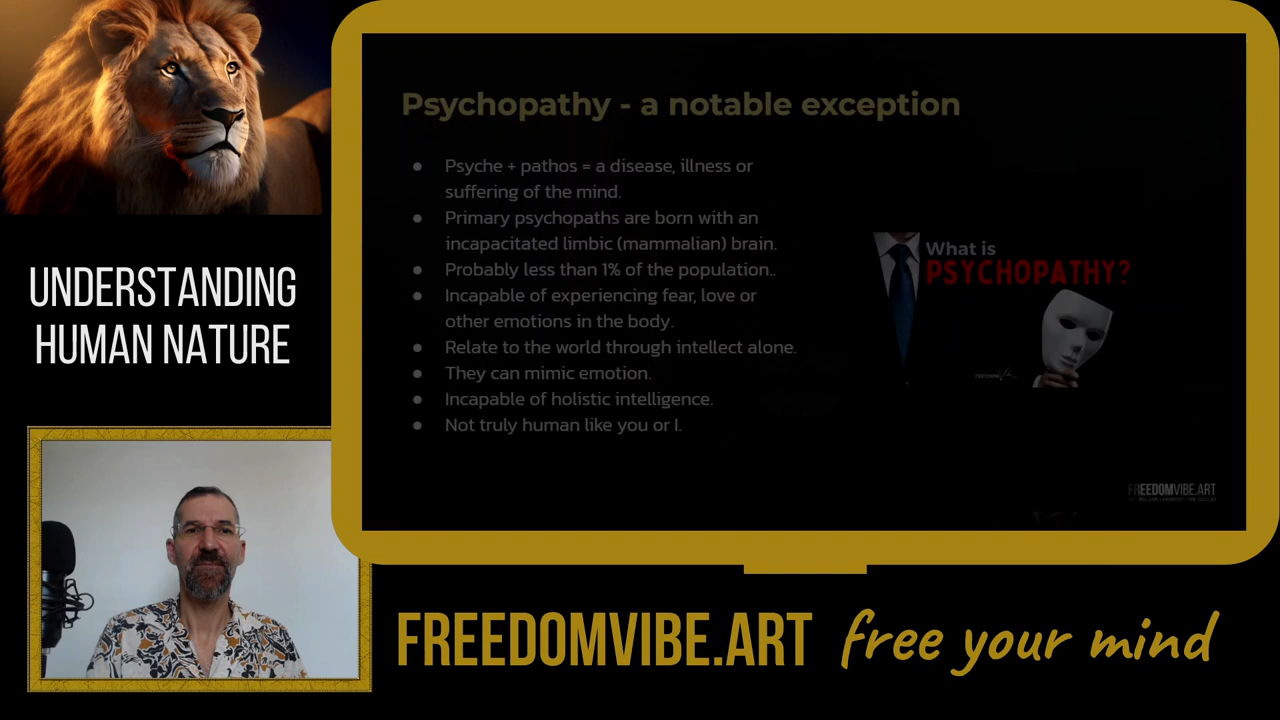 UNDERSTANDING
HUMAN NATURE
Psychopathy - a notable exception
● Psyche + pathos = a disease, illness or
suffering of the mind.
● Primary psychopaths are born with an
incapacitated limbic (mammalian) brain.
● Probably less than 1% of the population..
● Incapable of experiencing fear, love or
other emotions in the body.
● Relate to the world through intellect alone.
● They can mimic emotion.
● Incapable of holistic intelligence.
● Not truly human like you or I.
What is
PSYCHOPATHY?
FREEDOMVIBE.ART
FREEDOMVIBE.ART free your mind